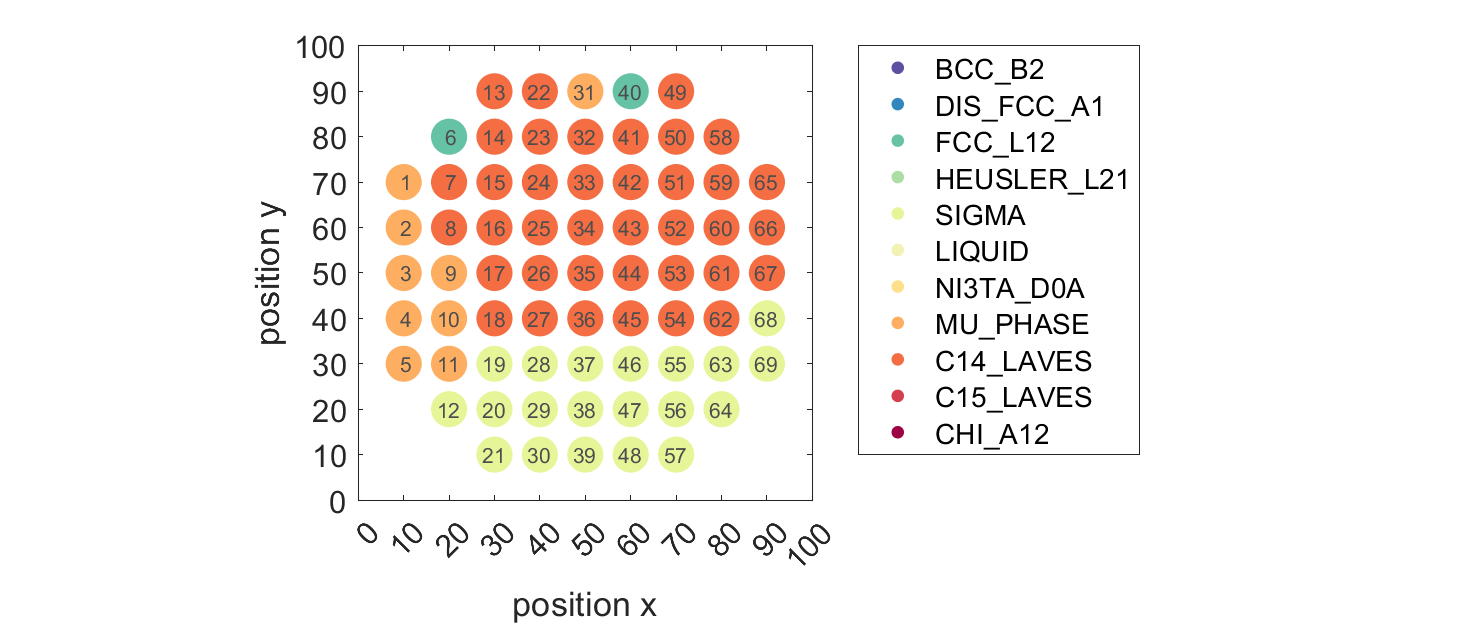 100
90
80
70
60
50
40
30
20
10
0
position y
13 22 31 40 49
6 14 23 32 41 50 58
1 7 15 24 33 42 51 59 65
2 8 16 25 34 43 52 60 66
3 9 17 26 35 44 53 61 67
4 10 18 27 36 45 54 62 68
5 11 19 28 37 46 55 63 69
12 20 29 38 47 56 64
21 30 39 48 57
0 10 20 30 40 50 60 70 80 90 100
position x
BCC_B2
DIS_FCC_A1
FCC_L12
HEUSLER_L21
SIGMA
LIQUID
NI3TA_D0A
MU_PHASE
C14_LAVES
C15_LAVES
CHI_A12